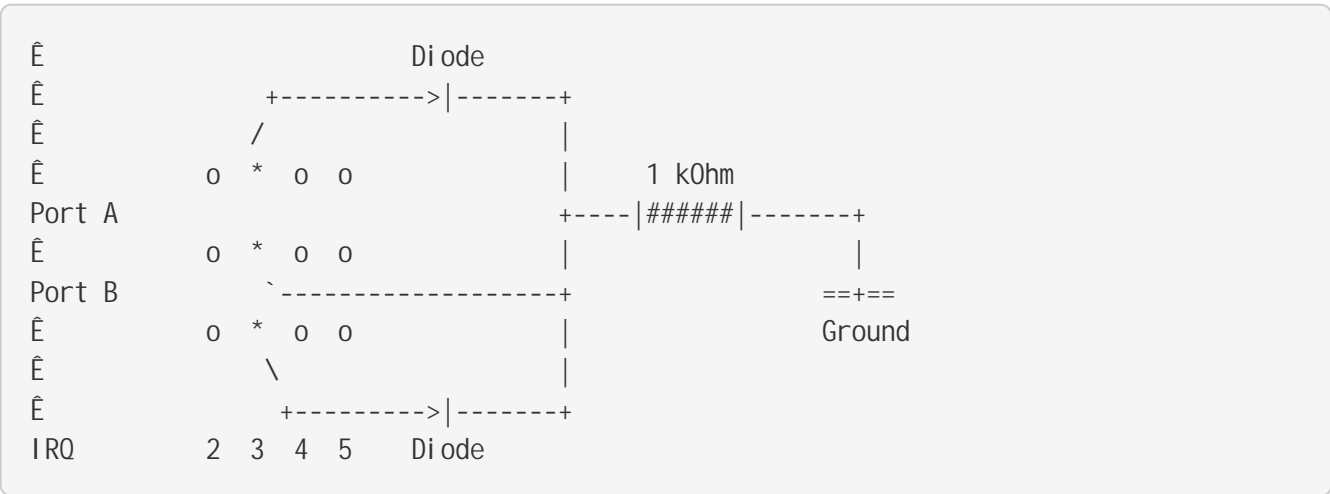 Ê                          Diode
Ê                +---------->|-------+
Ê               /                    |
Ê            o  *  o  o              |     1 kOhm
Port A                               +----|######|-------+
Ê            o  *  o  o              |                   |
Port B          `--------------------+                 ==+==
Ê            o  *  o  o              |                 Ground
Ê                \                   |
Ê                 +--------->|-------+
IRQ          2  3  4  5    Diode